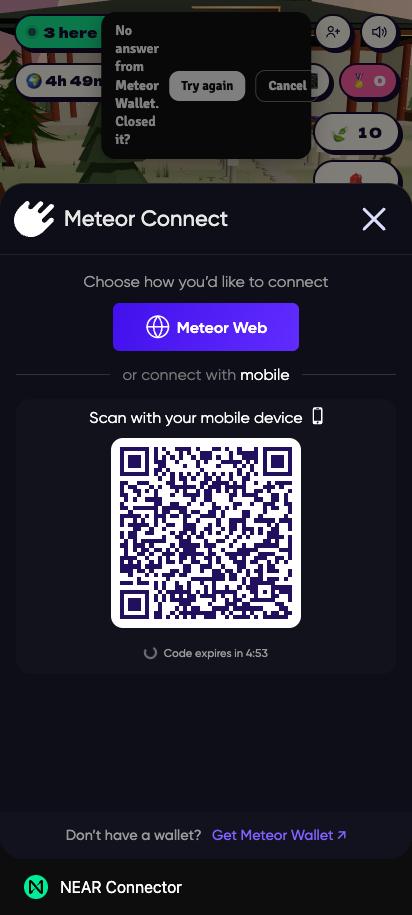 3 here
No
answer
from
Meteor
Wallet.
Closed
it?
Try again
Cancel
4h 49m
0
10
Meteor Connect
Choose how you'd like to connect
Meteor Web
or connect with mobile
Scan with your mobile device
Code expires in 4:53
Don't have a wallet? Get Meteor Wallet ↗
NEAR Connector